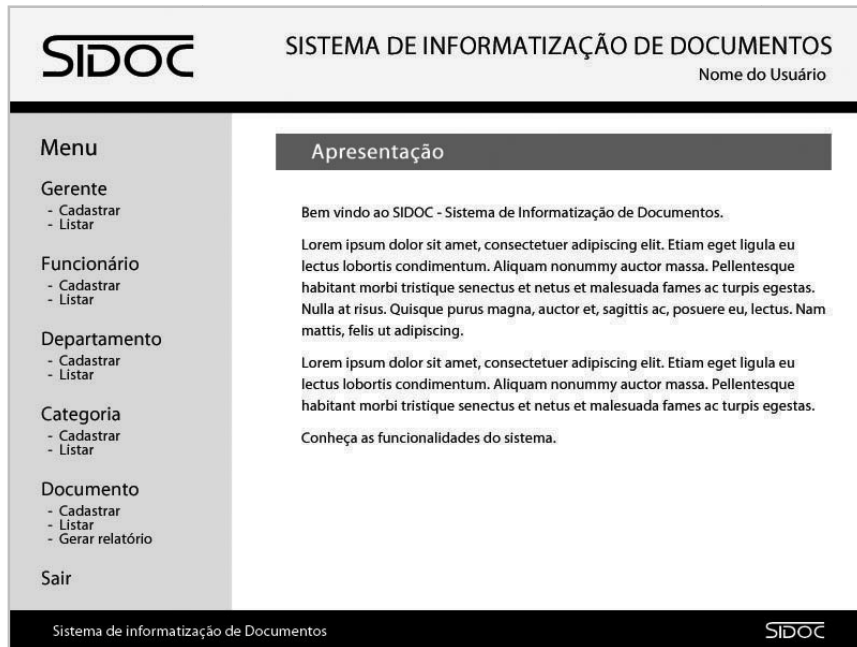 SIDOC
SISTEMA DE INFORMATIZAÇÃO DE DOCUMENTOS
Nome do Usuário
Menu
Gerente
- Cadastrar
- Listar
Funcionário
- Cadastrar
- Listar
Departamento
- Cadastrar
- Listar
Categoria
- Cadastrar
- Listar
Documento
- Cadastrar
- Listar
- Gerar relatório
Sair
Apresentação
Bem vindo ao SIDOC - Sistema de Informatização de Documentos.
Lorem ipsum dolor sit amet, consectetuer adipiscing elit. Etiam eget ligula eu
lectus lobortis condimentum. Aliquam nonummy auctor massa. Pellentesque
habitant morbi tristique senectus et netus et malesuada fames ac turpis egestas.
Nulla at risus. Quisque purus magna, auctor et, sagittis ac, posuere eu, lectus. Nam
mattis, felis ut adipiscing.
Lorem ipsum dolor sit amet, consectetuer adipiscing elit. Etiam eget ligula eu
lectus lobortis condimentum. Aliquam nonummy auctor massa. Pellentesque
habitant morbi tristique senectus et netus et malesuada fames ac turpis egestas.
Conheça as funcionalidades do sistema.
Sistema de informatização de Documentos
SIDOC